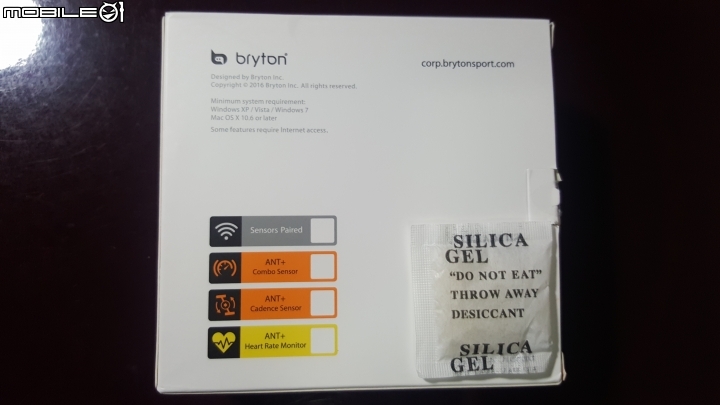 MOBILE01
bryton
corp.brytonsport.com
Designed by Bryton Inc.
Copyright © 2016 Bryton Inc. All rights reserved.
Minimum system requirement:
Windows XP / Vista / Windows 7
Mac OS X 10.6 or later
Some features require Internet access.
Sensors Paired
ANT+
Combo Sensor
ANT+
Cadence Sensor
ANT+
Heart Rate Monitor
SILICA
GEL
"DO NOT EAT"
THROW AWAY
DESICCANT
SILICA
GEL